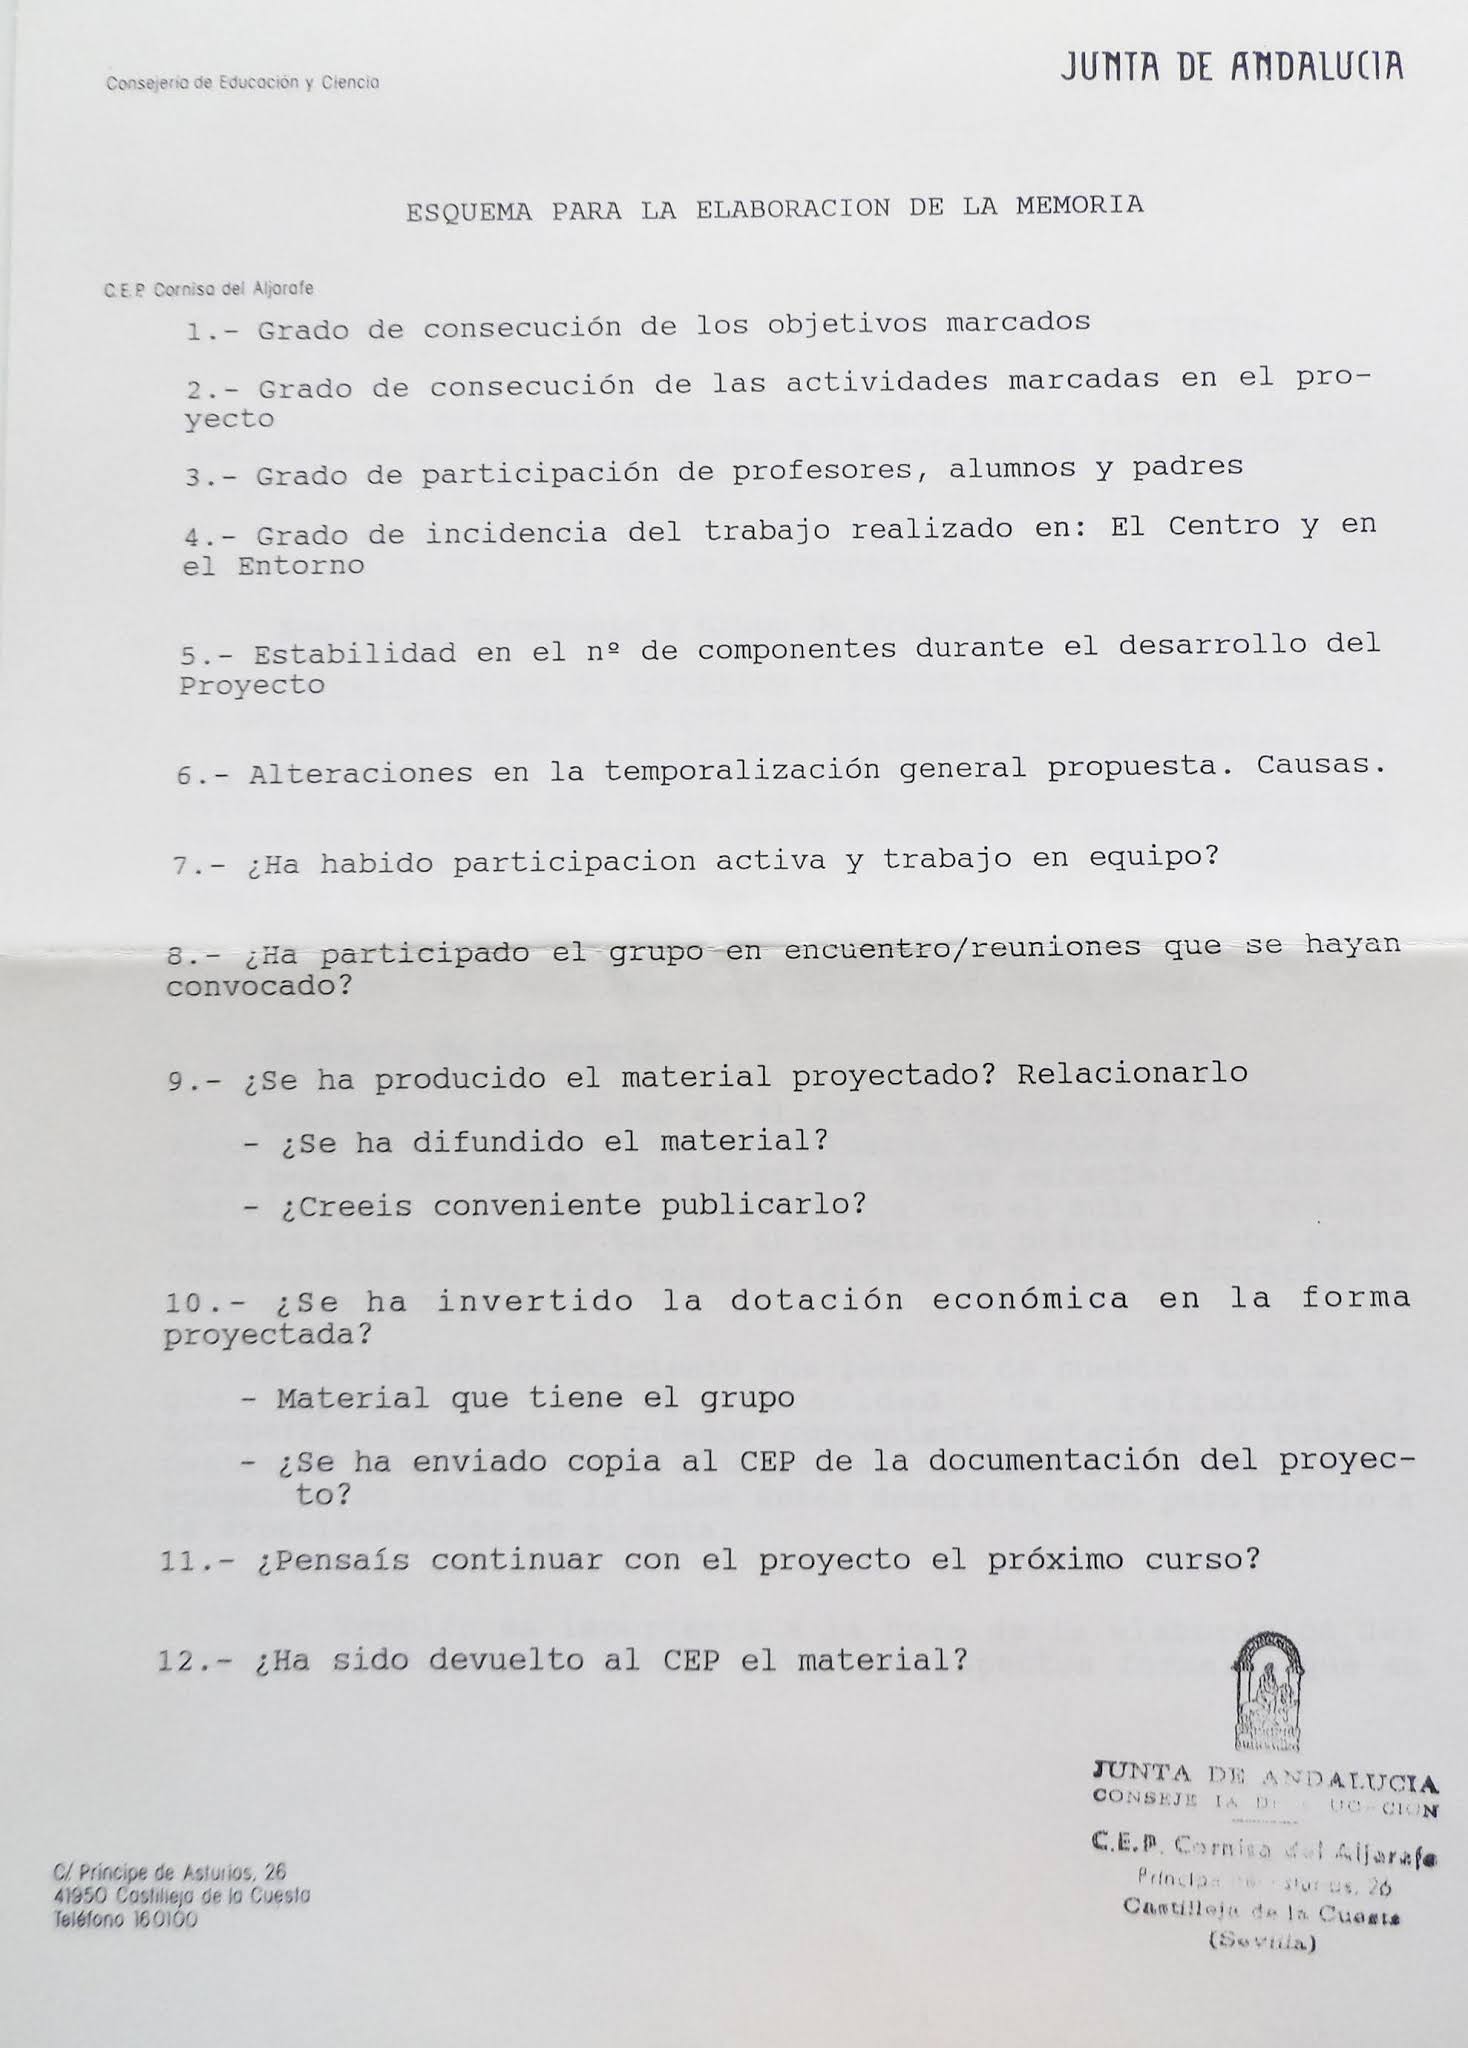 Consejería de Educación y Ciencia
JUNTA DE ANDALUCIA
ESQUEMA PARA LA ELABORACION DE LA MEMORIA
C.E.P. Cornisa del Aljarafe
1.- Grado de consecución de los objetivos marcados
2.- Grado de consecución de las actividades marcadas en el pro-
yecto
3.- Grado de participación de profesores, alumnos y padres
4.- Grado de incidencia del trabajo realizado en: El Centro y en
el Entorno
5.- Estabilidad en el nº de componentes durante el desarrollo del
Proyecto
6.- Alteraciones en la temporalización general propuesta. Causas.
7.- ¿Ha habido participacion activa y trabajo en equipo?
8.- ¿Ha participado el grupo en encuentro/reuniones que se hayan
convocado?
9.- ¿Se ha producido el material proyectado? Relacionarlo
- ¿Se ha difundido el material?
- ¿Creeis conveniente publicarlo?
10.- ¿Se ha invertido la dotación económica en la forma
proyectada?
- Material que tiene el grupo
- ¿Se ha enviado copia al CEP de la documentación del proyec-
to?
11.- ¿Pensaís continuar con el proyecto el próximo curso?
12.- ¿Ha sido devuelto al CEP el material?
JUNTA DE ANDALUCIA
C.E.P. Cornisa del Aljarafe
26
Castilleja de la Cuesta
(Sevilla)
C/ Príncipe de Asturias, 26
41950 Castilleja de la Cuesta
Teléfono 160100